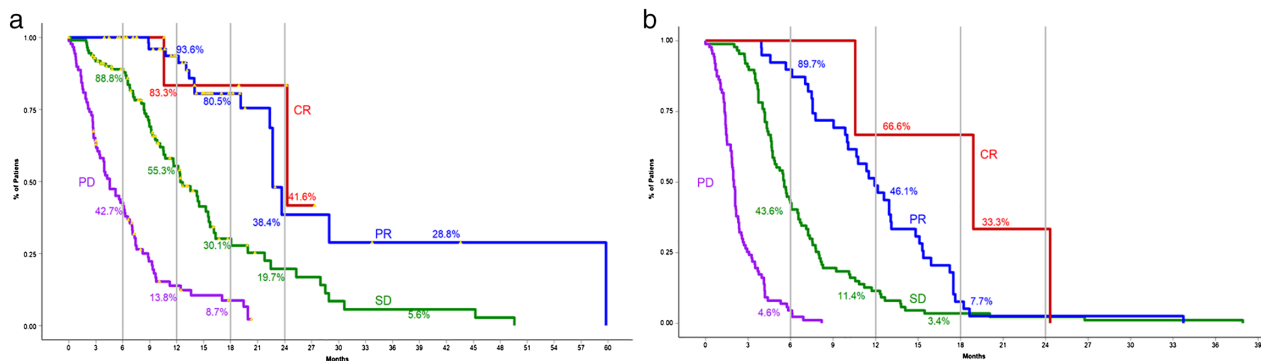 a
% of Patiens
1.00
0.75
0.50
0.25
0.00
93.6%
88.8%
83.3%
80.5%
CR
55.3%
PD
42.7%
41.6%
38.4%
PR
28.8%
30.1%
19.7%
SD
13.8%
8.7%
5.6%
0 3 6 9 12 15 18 21 24 27 30 33 36 39 42 45 48 51 54 57 60
Months
b
% of Patiens
1.00
0.75
0.50
0.25
0.00
89.7%
66.6%
CR
PD
43.6%
46.1%
PR
33.3%
11.4%
SD
7.7%
4.6%
3.4%
0 3 6 9 12 15 18 21 24 27 30 33 36 39
Months